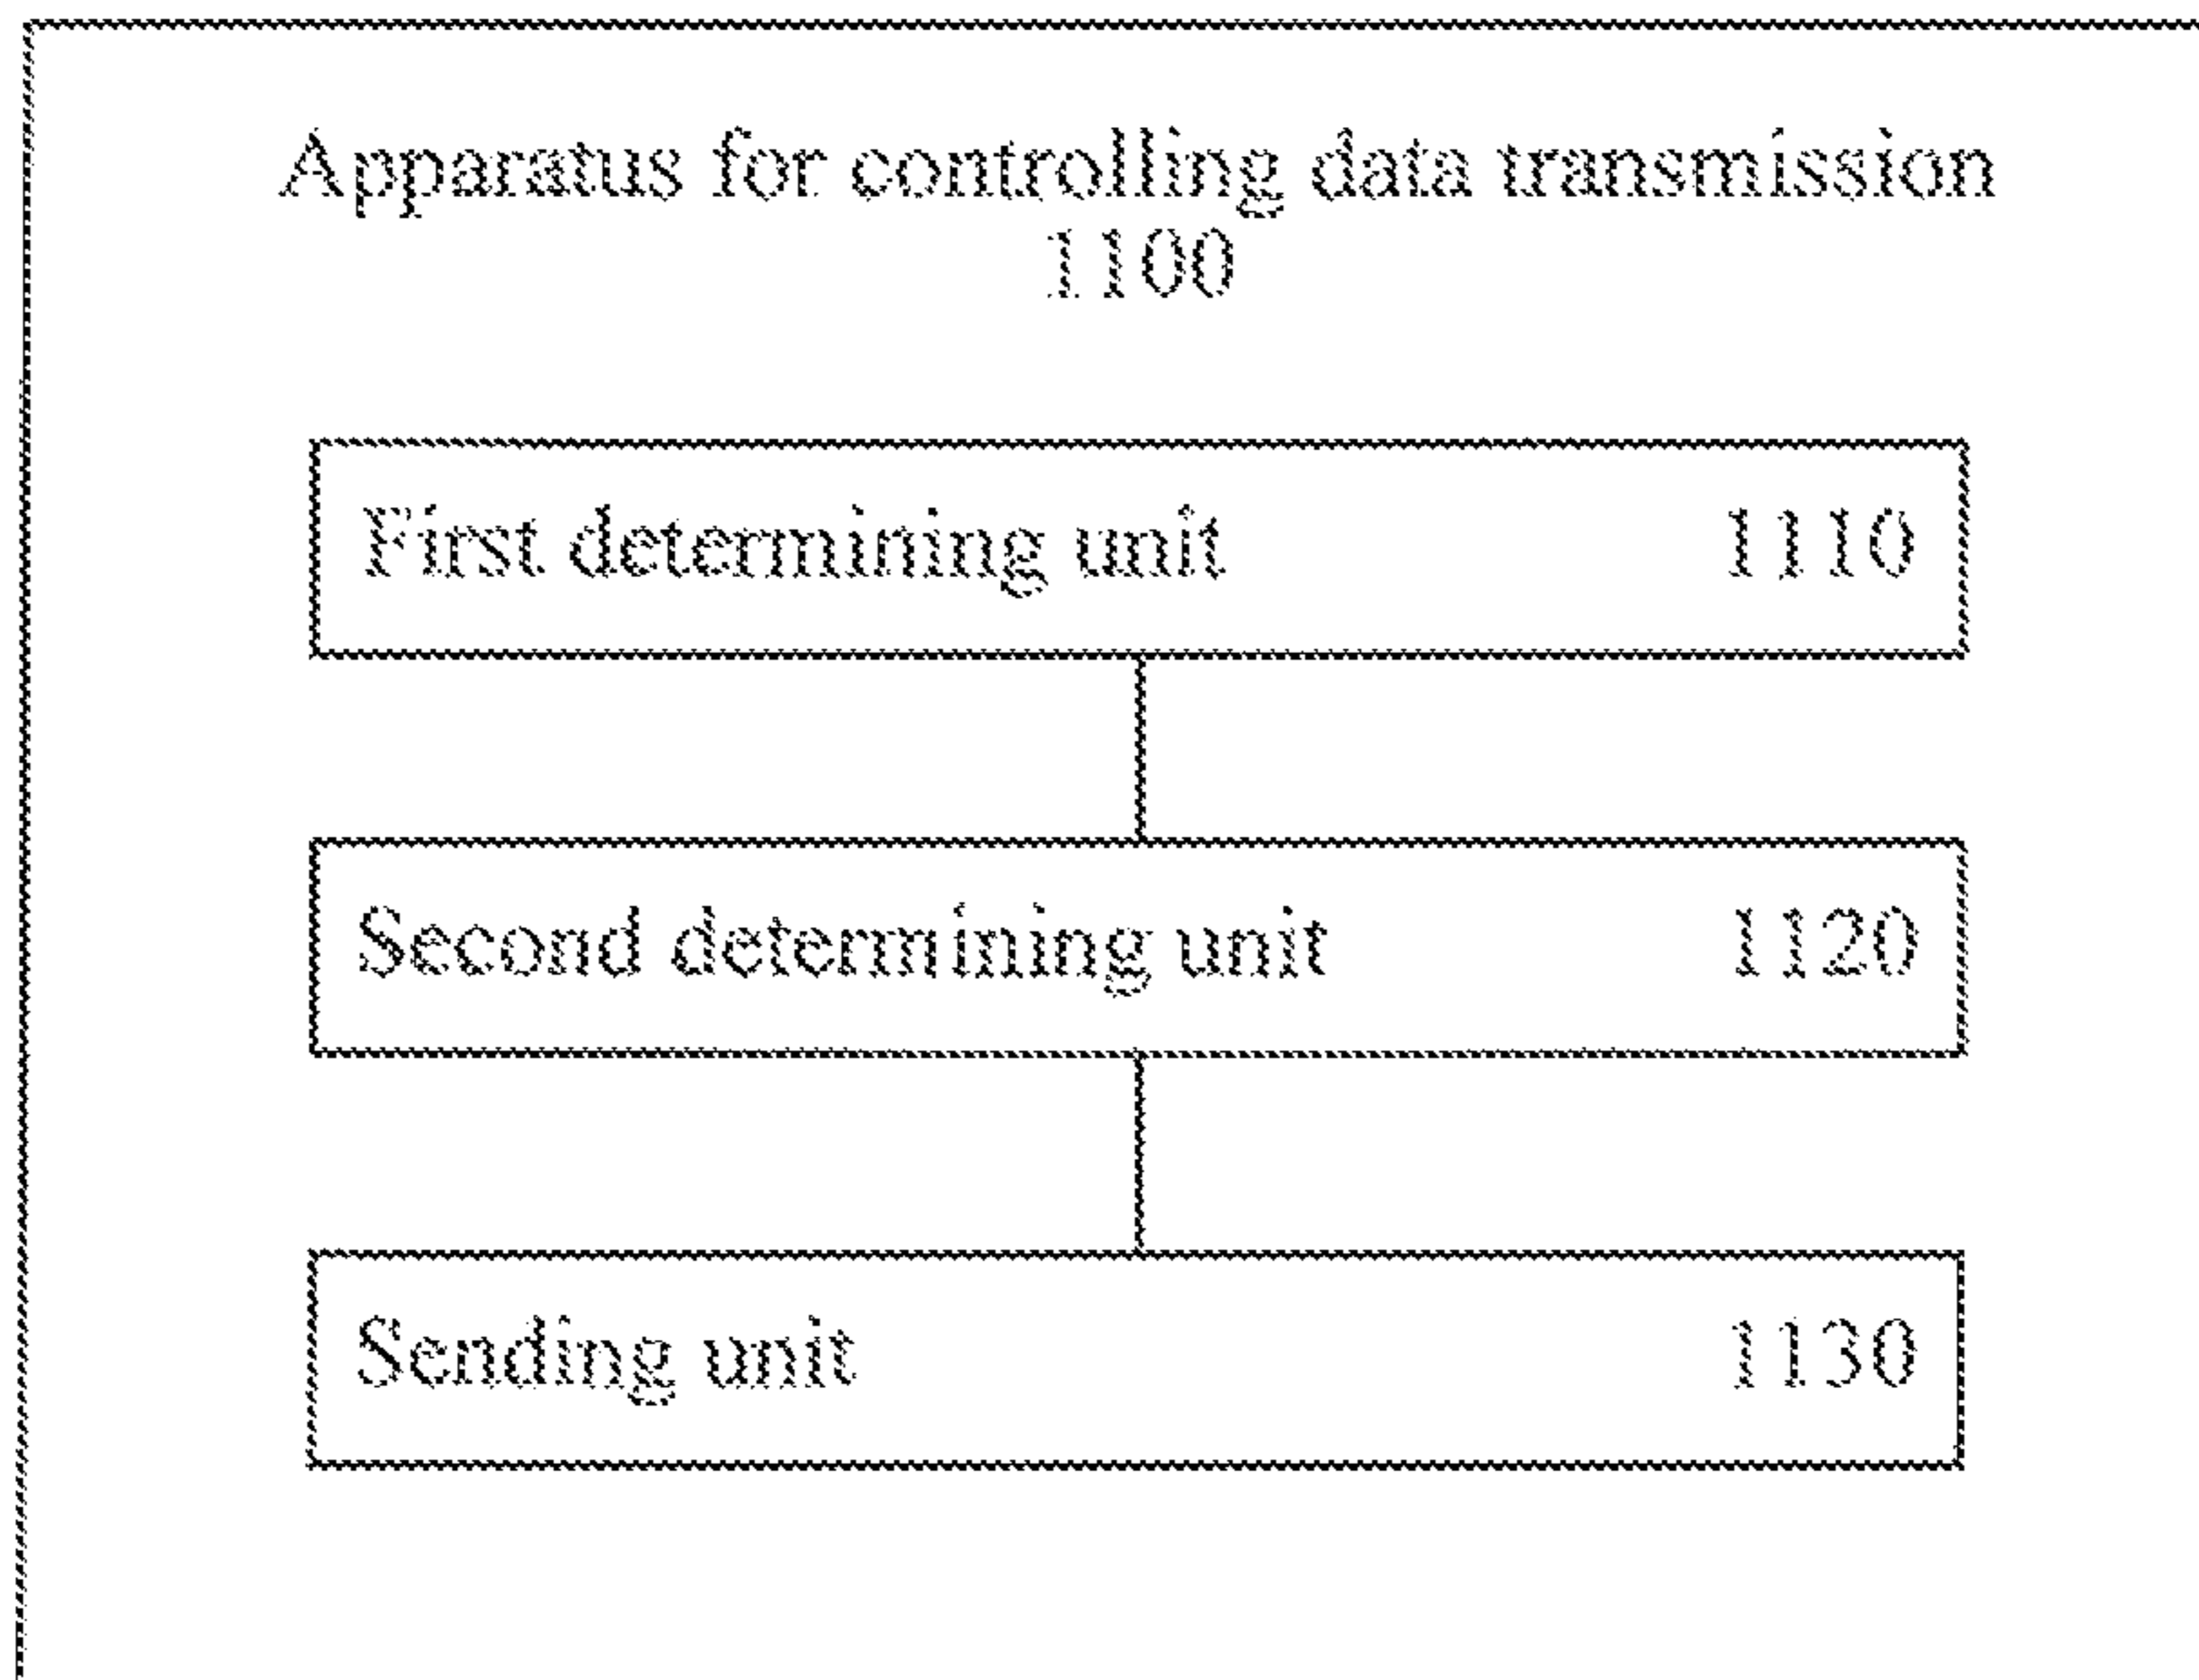 Apparatus for controlling data transmission
1100
First determining unit 1110
Second determining unit 1120
Sending unit 1130